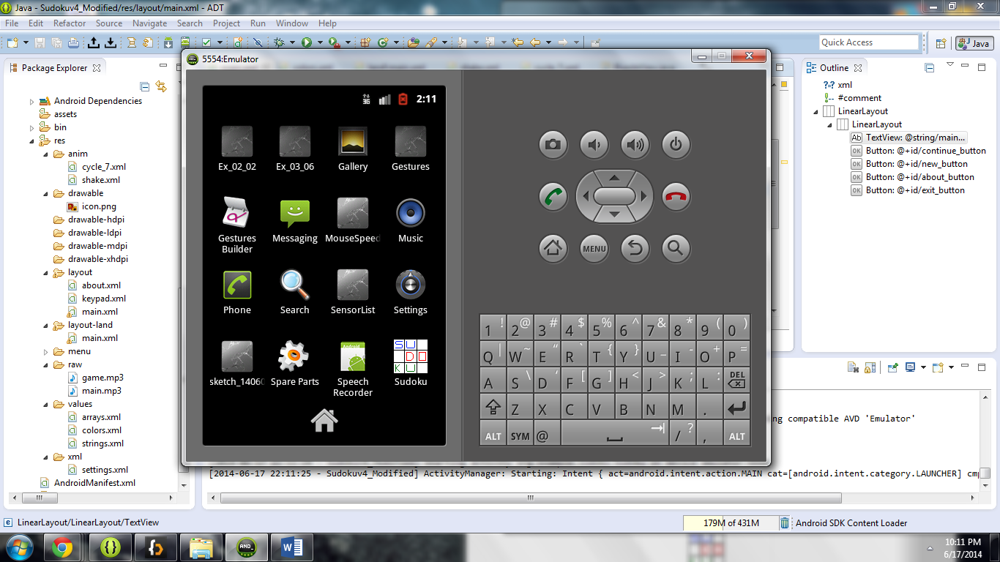 Java - Sudokuv4_Modified/res/layout/main.xml - ADT
File Edit Refactor Source Navigate Search Project Run Window Help
Quick Access
Java
Package Explorer
Android Dependencies
assets
bin
res
anim
cycle_7.xml
shake.xml
drawable
icon.png
drawable-hdpi
drawable-ldpi
drawable-mdpi
drawable-xhdpi
layout
about.xml
keypad.xml
main.xml
layout-land
main.xml
menu
raw
game.mp3
main.mp3
values
arrays.xml
colors.xml
strings.xml
xml
settings.xml
AndroidManifest.xml
5554:Emulator
3G 2:11
Ex_02_02 Ex_03_06 Gallery Gestures
Gestures Builder Messaging MouseSpeed Music
Phone Search SensorList Settings
SUDOKU
sketch_1406 Spare Parts Speech Recorder Sudoku
MENU
1 ! 2 @ 3 # 4 $ 5 % 6 ^ 7 & 8 * 9 ( 0 )
Q | W ~ E “ R ` T { Y } U _ I - O + P =
A S \ D ‘ F [ G ] H < J > K ; L : DEL
Z X C V B N M .
ALT SYM @ / ? , ALT
Outline
xml
#comment
LinearLayout
LinearLayout
TextView: @string/main...
Button: @+id/continue_button
Button: @+id/new_button
Button: @+id/about_button
Button: @+id/exit_button
ng compatible AVD 'Emulator'
[2014-06-17 22:11:25 - Sudokuv4_Modified] ActivityManager: Starting: Intent { act=android.intent.action.MAIN cat=[android.intent.category.LAUNCHER] cmp
LinearLayout/LinearLayout/TextView
179M of 431M
Android SDK Content Loader
10:11 PM
6/17/2014